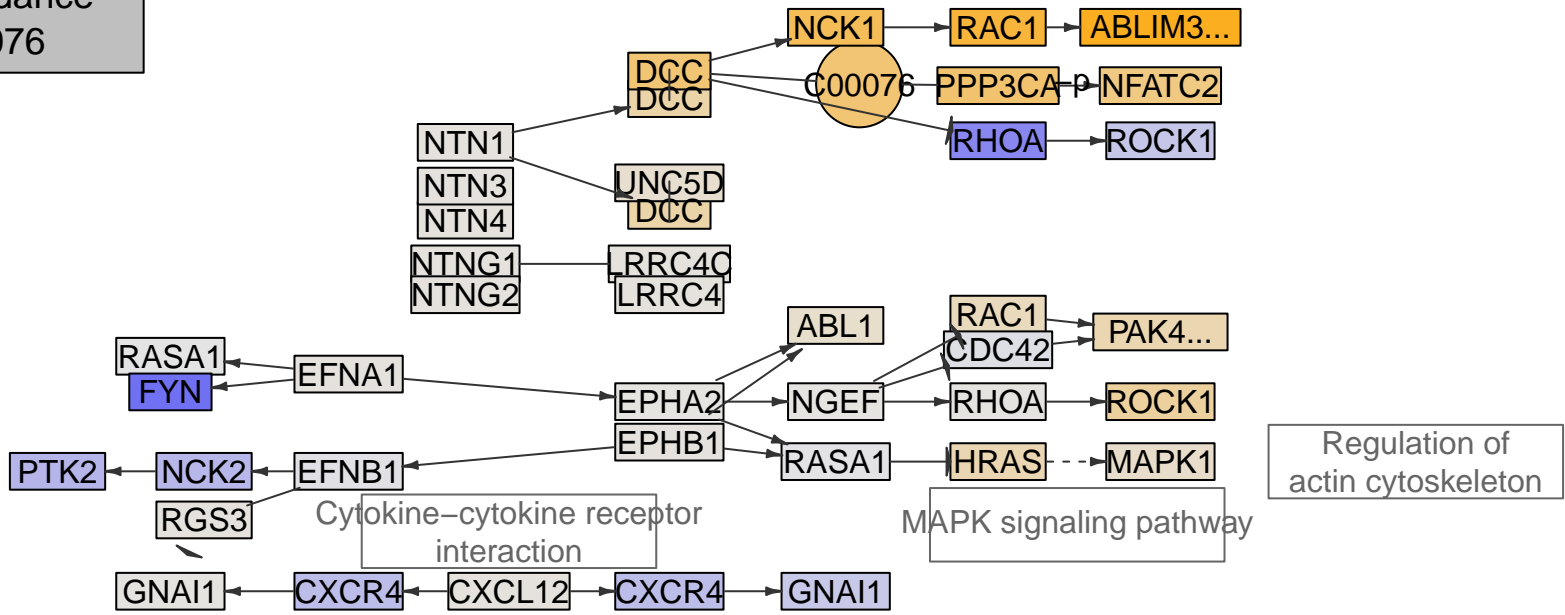 NCK1
RAC1
ABLIM3...
076
DCC
DCC
C00076
PPP3CA
p
NFATC2
NTN1
RHOA
ROCK1
NTN3
UNC5D
NTN4
DCC
NTNG1
LRRC4C
NTNG2
LRRC4
ABL1
RAC1
PAK4...
RASA1
CDC42
EFNA1
FYN
EPHA2
NGEF
RHOA
ROCK1
EPHB1
Regulation of
actin cytoskeleton
PTK2
NCK2
EFNB1
RASA1
HRAS
MAPK1
RGS3
Cytokine−cytokine receptor
interaction
MAPK signaling pathway
GNAI1
CXCR4
CXCL12
CXCR4
GNAI1